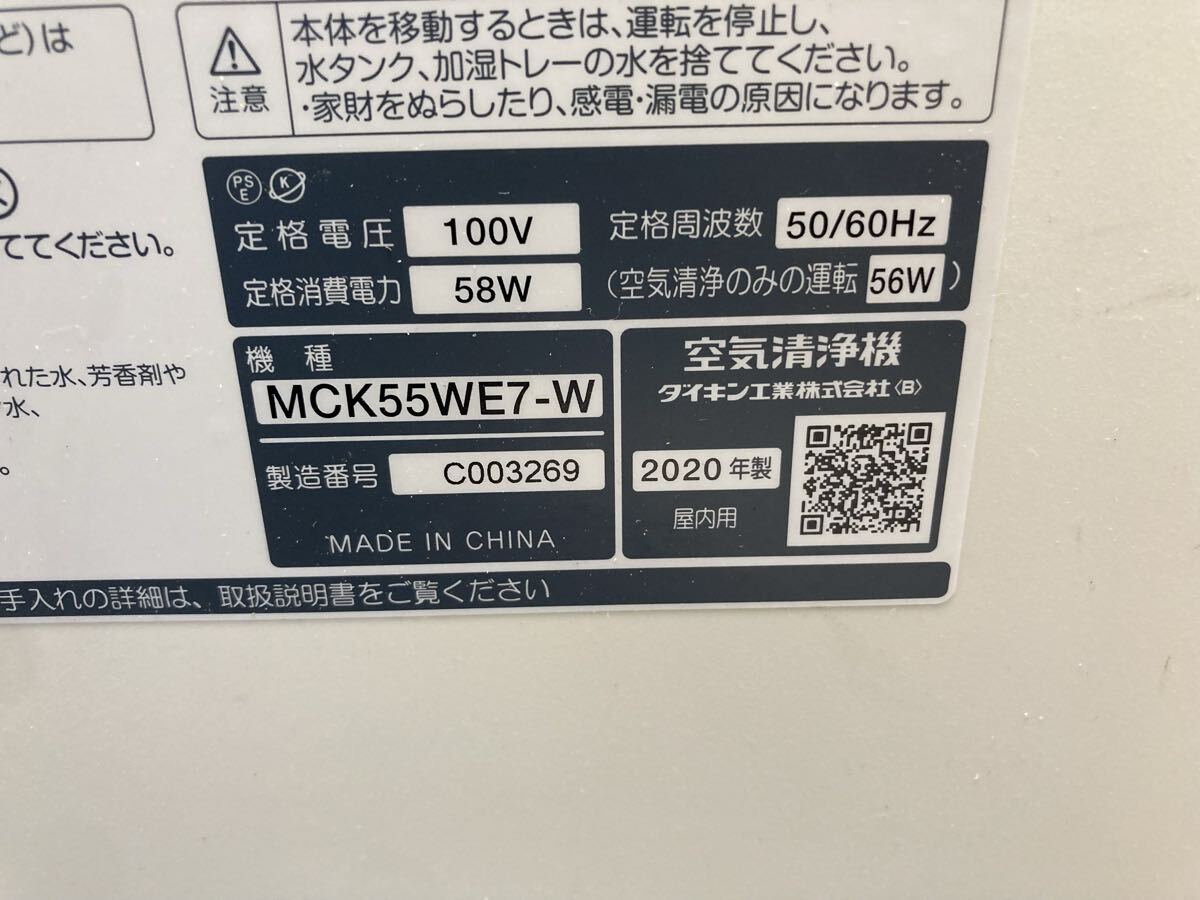 ど)は
注意
本体を移動するときは、運転を停止し、
水タンク、加湿トレーの水を捨ててください。
・家財をぬらしたり、感電・漏電の原因になります。
ててください。
れた水、芳香剤や
水、
。
PS
E
K
定格電圧 100V 定格周波数 50/60Hz
定格消費電力 58W (空気清浄のみの運転 56W)
機種
MCK55WE7-W
製造番号 C003269
MADE IN CHINA
空気清浄機
ダイキン工業株式会社〈B〉
2020年製
屋内用
手入れの詳細は、取扱説明書をご覧ください